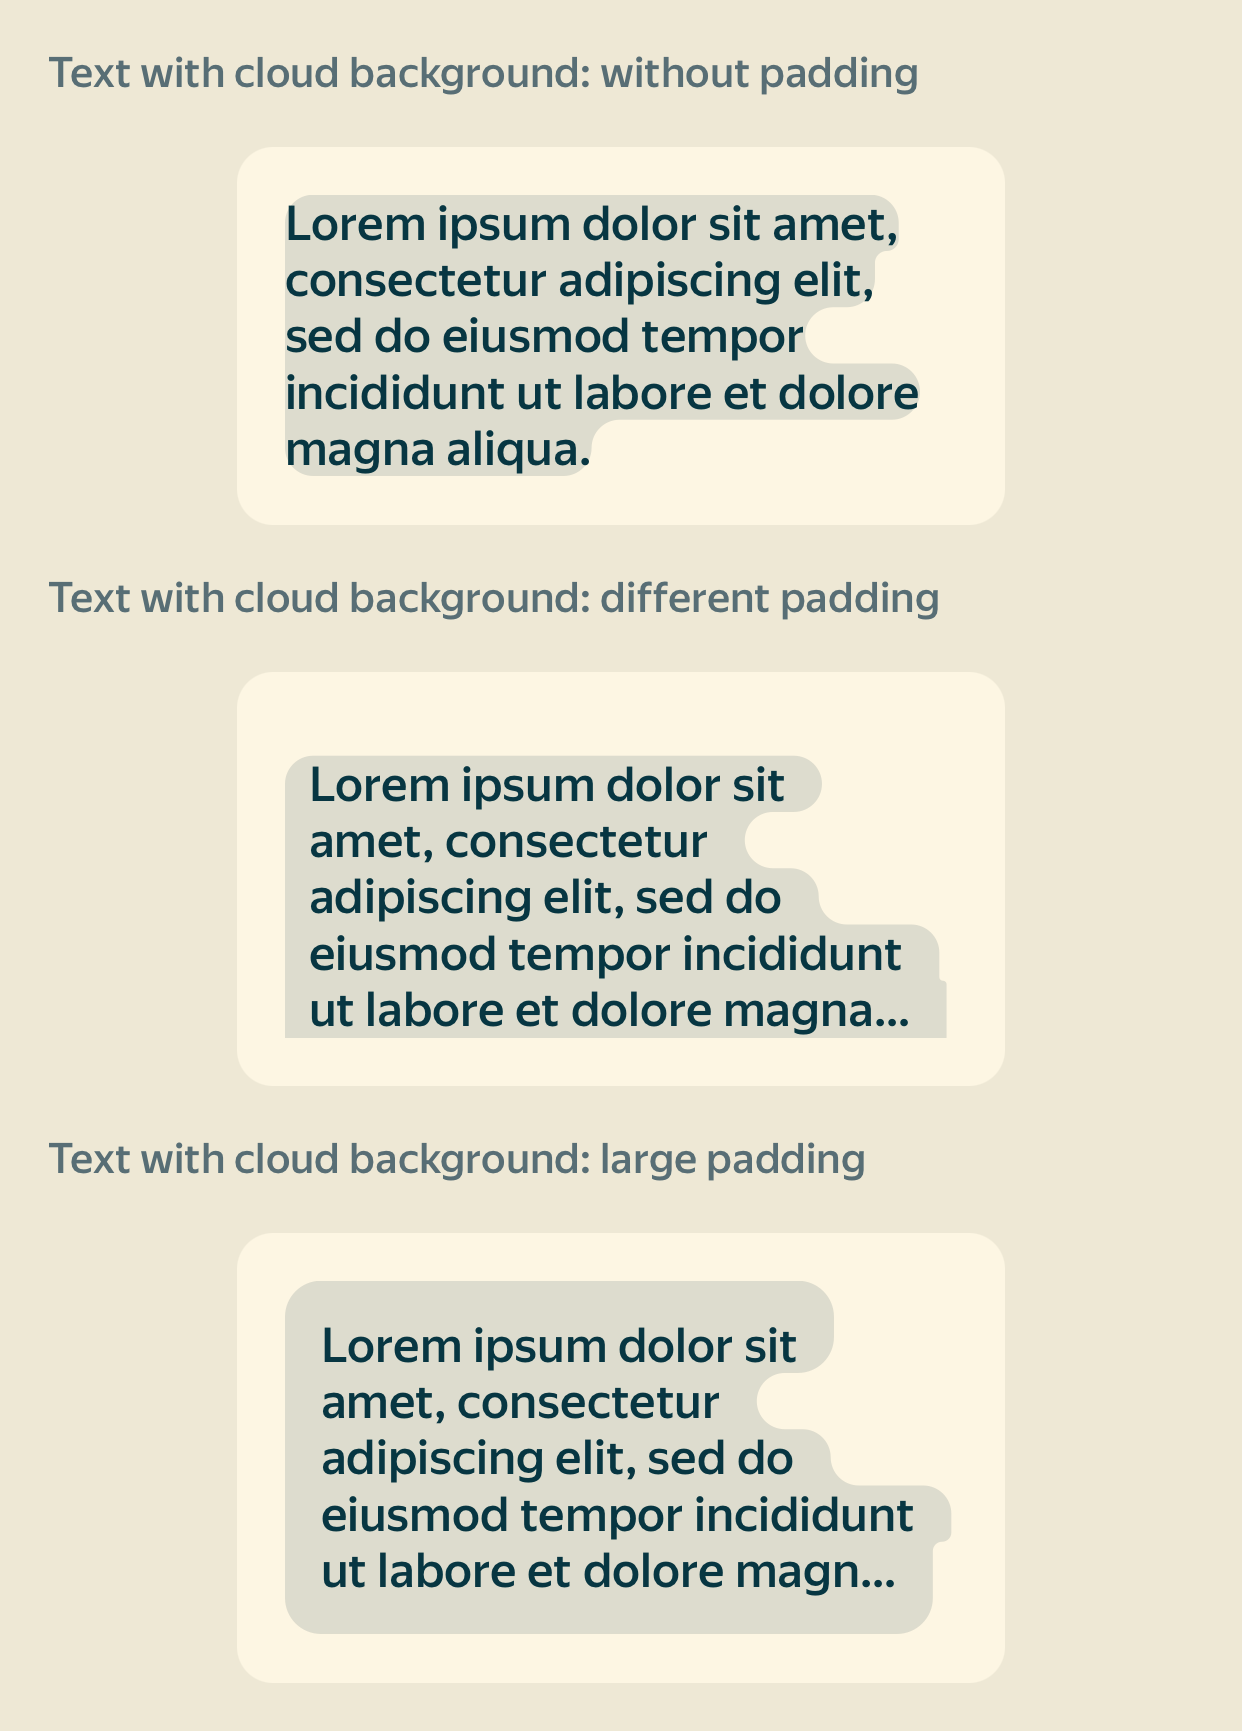 Text with cloud background: without padding
Lorem ipsum dolor sit amet,
consectetur adipiscing elit,
sed do eiusmod tempor
incididunt ut labore et dolore
magna aliqua.
Text with cloud background: different padding
Lorem ipsum dolor sit
amet, consectetur
adipiscing elit, sed do
eiusmod tempor incididunt
ut labore et dolore magna…
Text with cloud background: large padding
Lorem ipsum dolor sit
amet, consectetur
adipiscing elit, sed do
eiusmod tempor incididunt
ut labore et dolore magn…